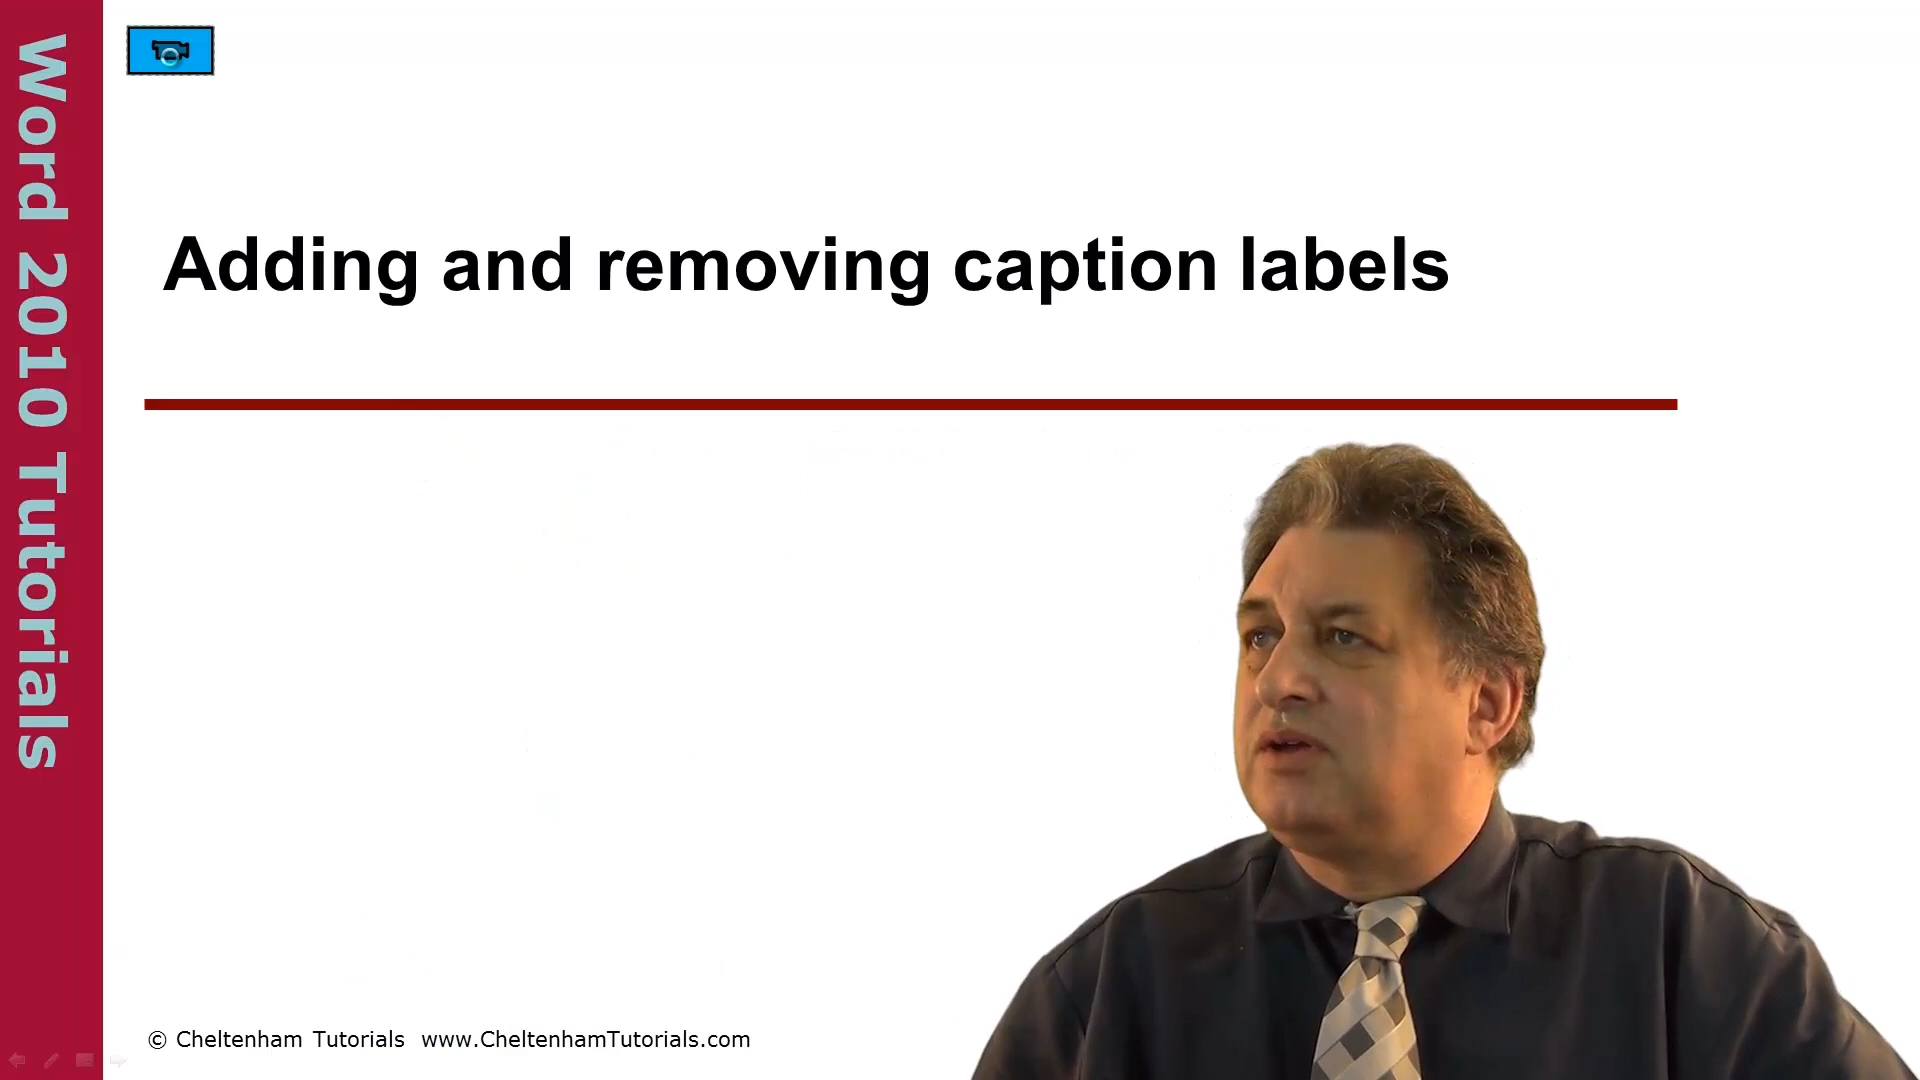 Word 2010 Tutorials
Adding and removing caption labels
© Cheltenham Tutorials www.CheltenhamTutorials.com